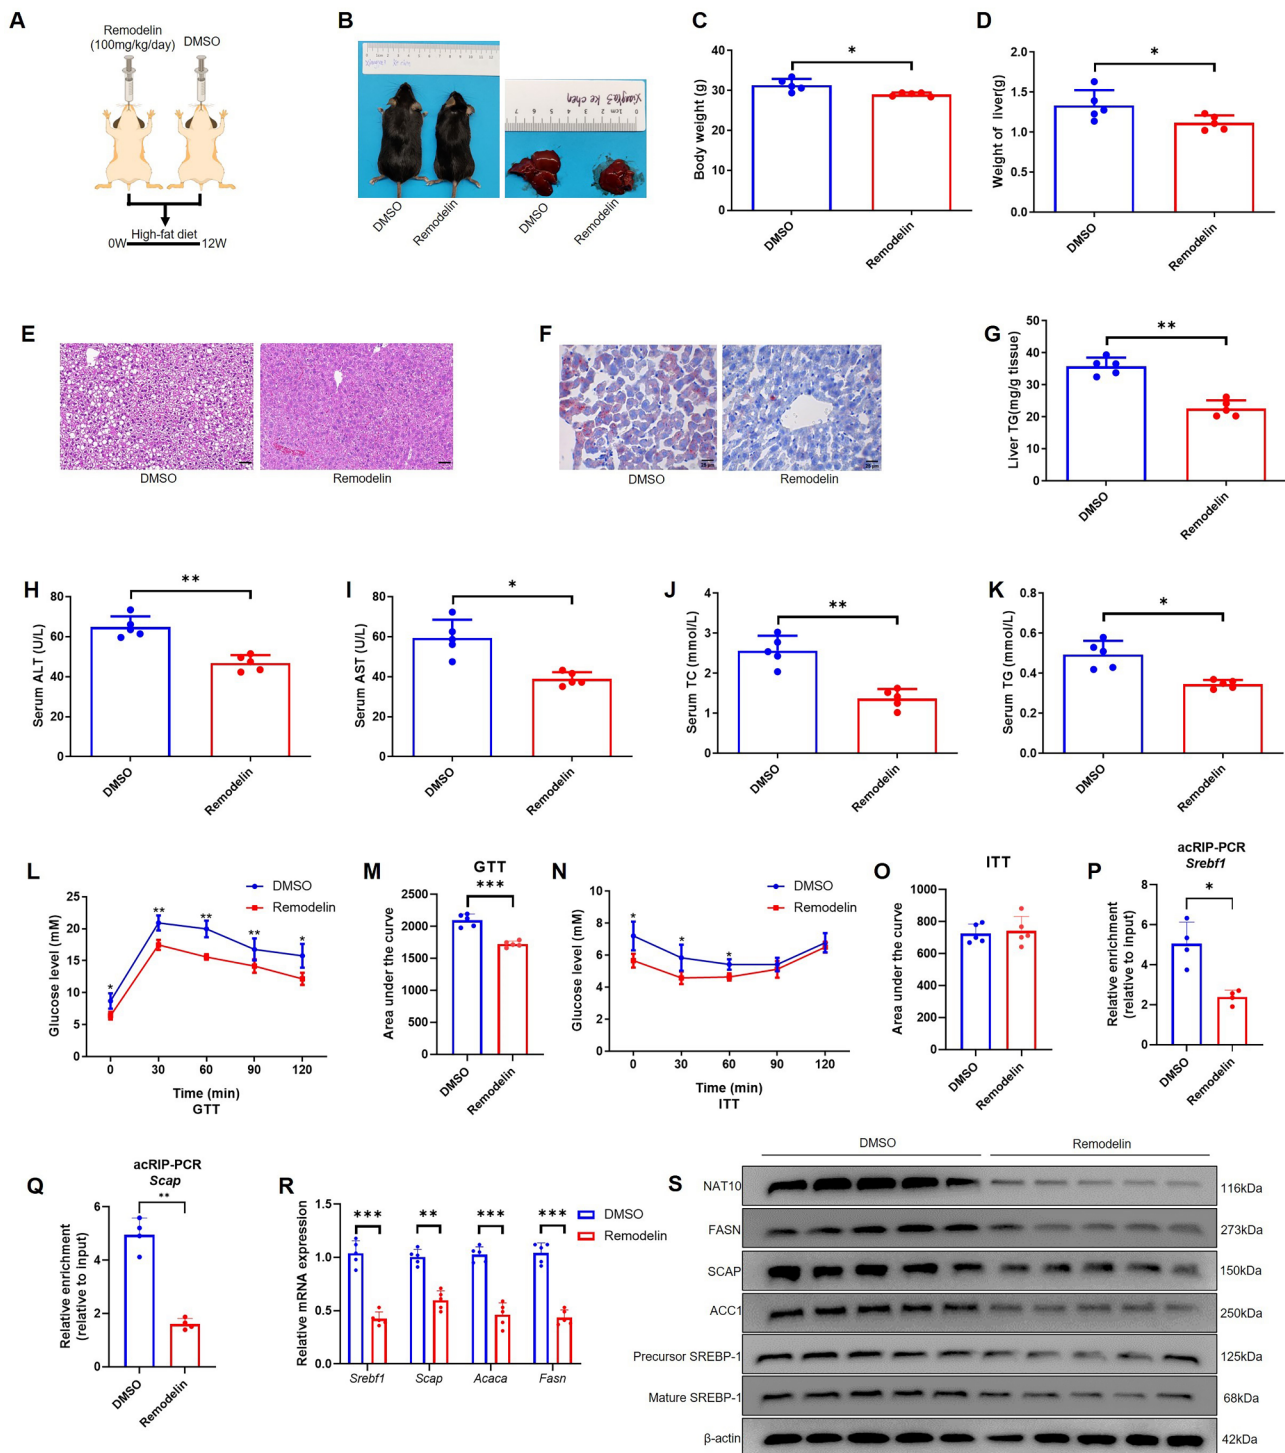 A
Remodelin
(100mg/kg/day)
DMSO
High-fat diet
0W
12W
B
DMSO
Remodelin
DMSO
Remodelin
C
Body weight (g)
40
30
20
10
0
*
DMSO
Remodelin
D
Weight of liver(g)
2.0
1.5
1.0
0.5
0.0
*
DMSO
Remodelin
E
DMSO
Remodelin
F
DMSO
Remodelin
G
Liver TG(mg/g tissue)
50
40
30
20
10
0
**
DMSO
Remodelin
H
Serum ALT (U/L)
80
60
40
20
0
**
DMSO
Remodelin
I
Serum AST (U/L)
80
60
40
20
0
*
DMSO
Remodelin
J
Serum TC (mmol/L)
4
3
2
1
0
**
DMSO
Remodelin
K
Serum TG (mmol/L)
0.8
0.6
0.4
0.2
0.0
*
DMSO
Remodelin
L
Glucose level (mM)
25
20
15
10
5
0
DMSO
Remodelin
*
**
**
**
*
0 30 60 90 120
Time (min)
GTT
M
GTT
Area under the curve
2500
2000
1500
1000
500
0
***
DMSO
Remodelin
N
Glucose level (mM)
10
8
6
4
2
0
DMSO
Remodelin
*
*
*
0 30 60 90 120
Time (min)
ITT
O
ITT
Area under the curve
1000
800
600
400
200
0
DMSO
Remodelin
P
acRIP-PCR
Srebf1
Relative enrichment
(relative to Input)
8
6
4
2
0
*
DMSO
Remodelin
Q
acRIP-PCR
Scap
Relative enrichment
(relative to Input)
6
4
2
0
**
DMSO
Remodelin
R
Relative mRNA expression
1.5
1.0
0.5
0.0
*** ** *** ***
DMSO
Remodelin
Srebf1 Scap Acaca Fasn
S
DMSO Remodelin
NAT10 116kDa
FASN 273kDa
SCAP 150kDa
ACC1 250kDa
Precursor SREBP-1 125kDa
Mature SREBP-1 68kDa
β-actin 42kDa